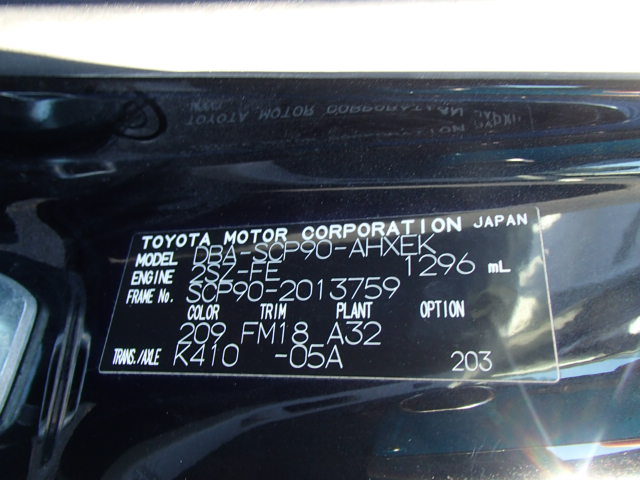 TOYOTA MOTOR CORPORATION JAPAN
MODEL DBA-SCP90-AHXEK
ENGINE 2SZ-FE 1296 mL
FRAME No. SCP90-2013759
COLOR TRIM PLANT OPTION
209 FM18 A32
TRANS./AXLE K410 -05A 203